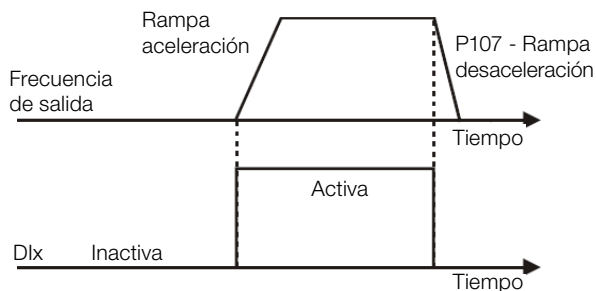 Rampa
aceleración
P107 - Rampa
desaceleración
Frecuencia
de salida
Tiempo
Activa
DIx Inactiva
Tiempo